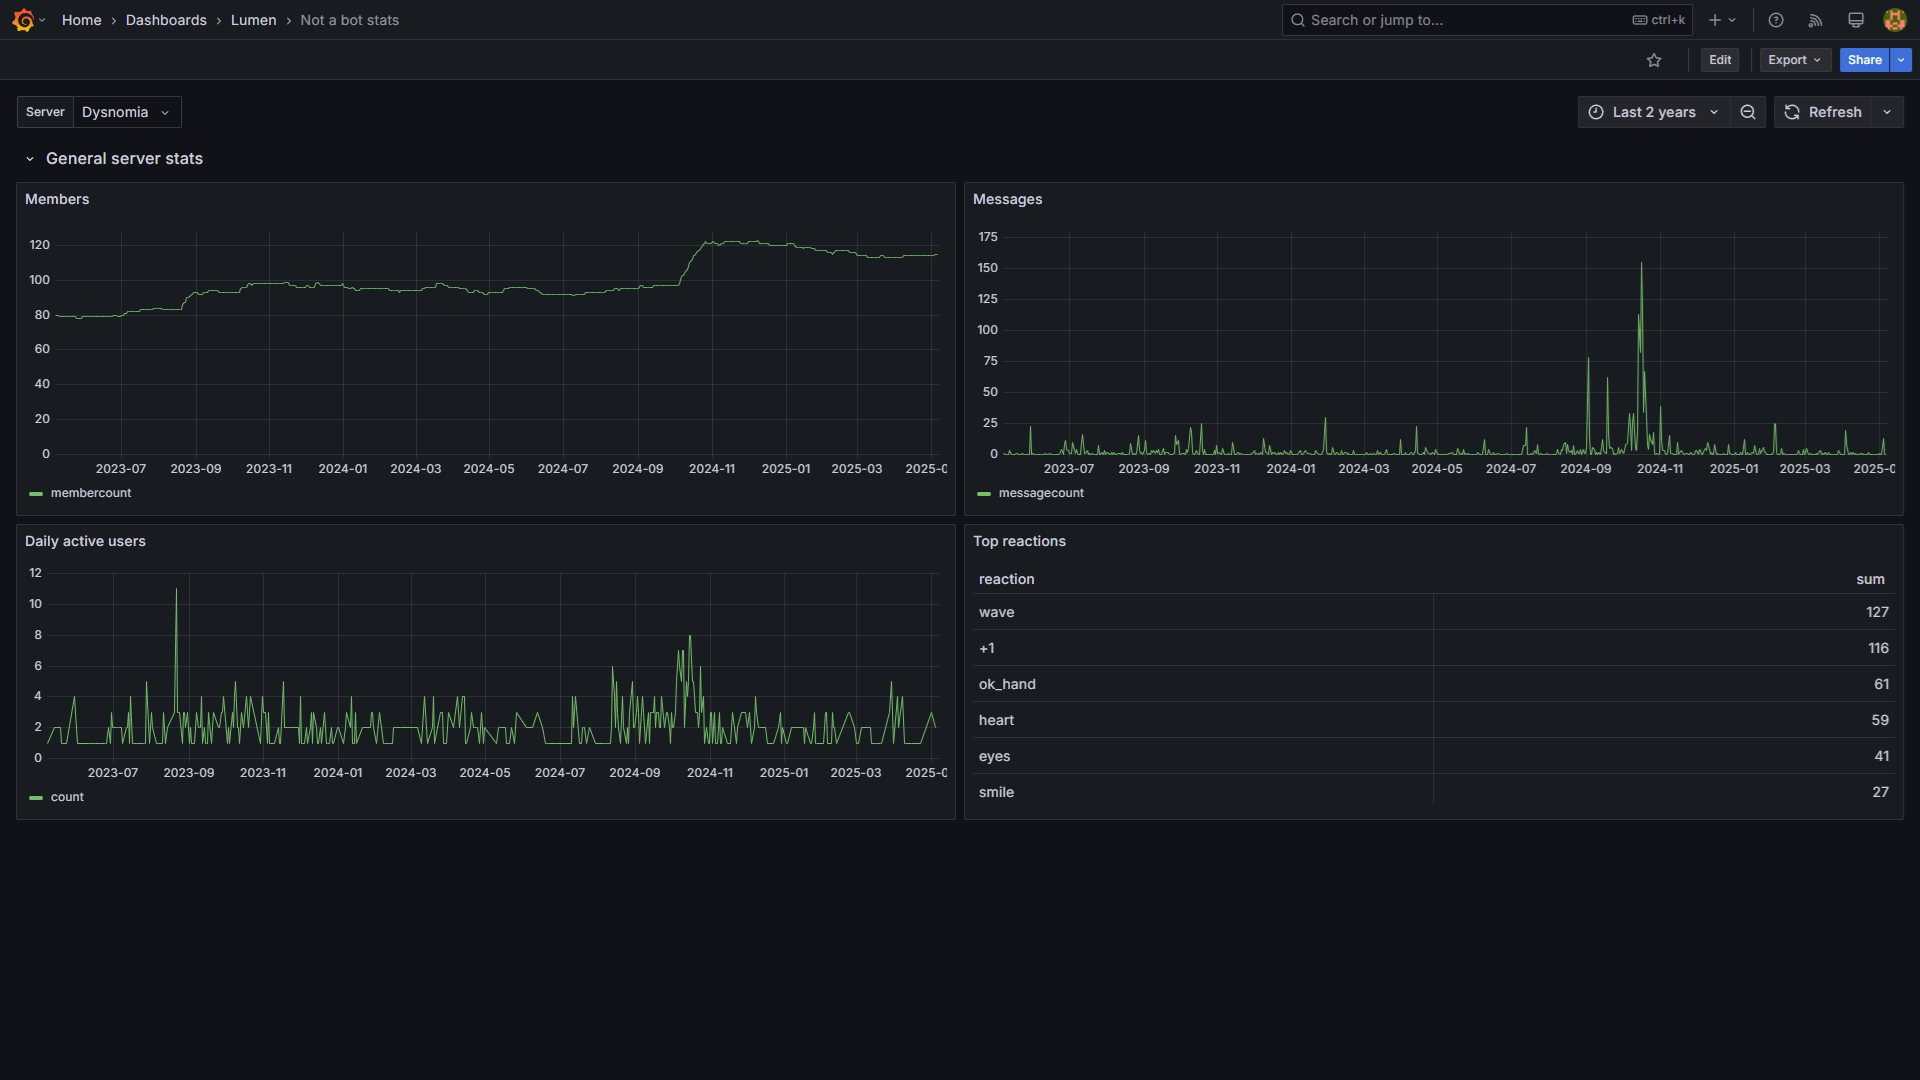 Home › Dashboards › Lumen › Not a bot stats
Search or jump to... ctrl+k
Edit Export Share
Server Dysnomia
Last 2 years Refresh
General server stats
Members
120
100
80
60
40
20
0
2023-07 2023-09 2023-11 2024-01 2024-03 2024-05 2024-07 2024-09 2024-11 2025-01 2025-03 2025-0
membercount
Messages
175
150
125
100
75
50
25
0
2023-07 2023-09 2023-11 2024-01 2024-03 2024-05 2024-07 2024-09 2024-11 2025-01 2025-03 2025-0
messagecount
Daily active users
12
10
8
6
4
2
0
2023-07 2023-09 2023-11 2024-01 2024-03 2024-05 2024-07 2024-09 2024-11 2025-01 2025-03 2025-0
count
Top reactions
reaction sum
wave 127
+1 116
ok_hand 61
heart 59
eyes 41
smile 27